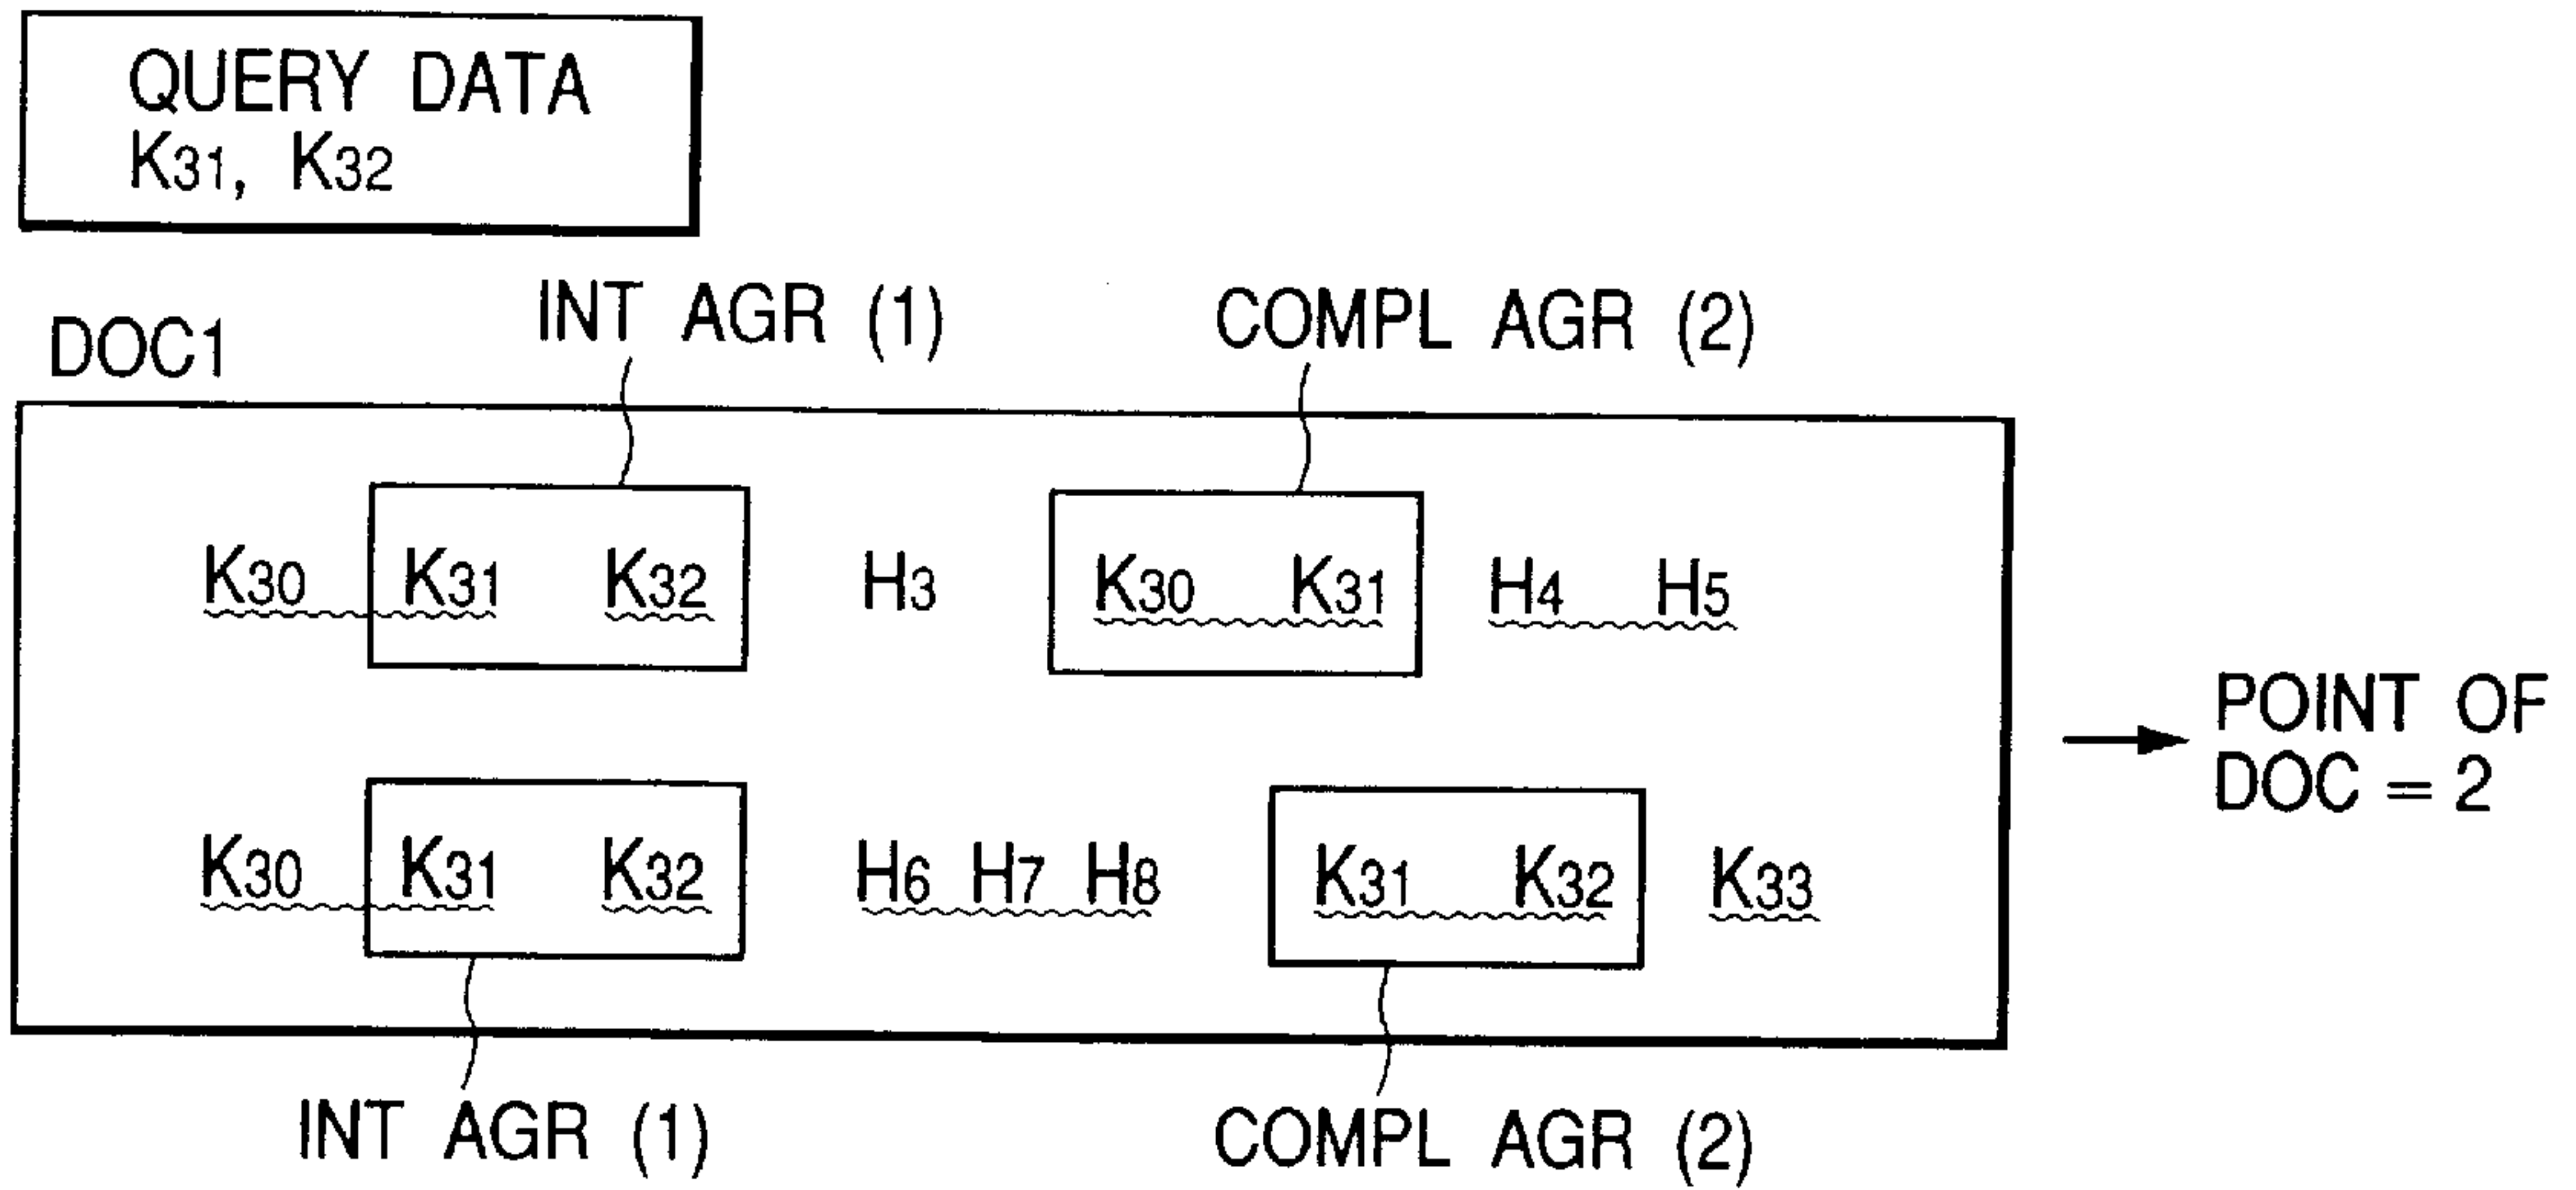 QUERY DATA
K31, K32
INT AGR (1)
COMPL AGR (2)
DOC1
K30 K31 K32 H3 K30 K31 H4 H5
POINT OF
DOC = 2
K30 K31 K32 H6 H7 H8 K31 K32 K33
INT AGR (1)
COMPL AGR (2)